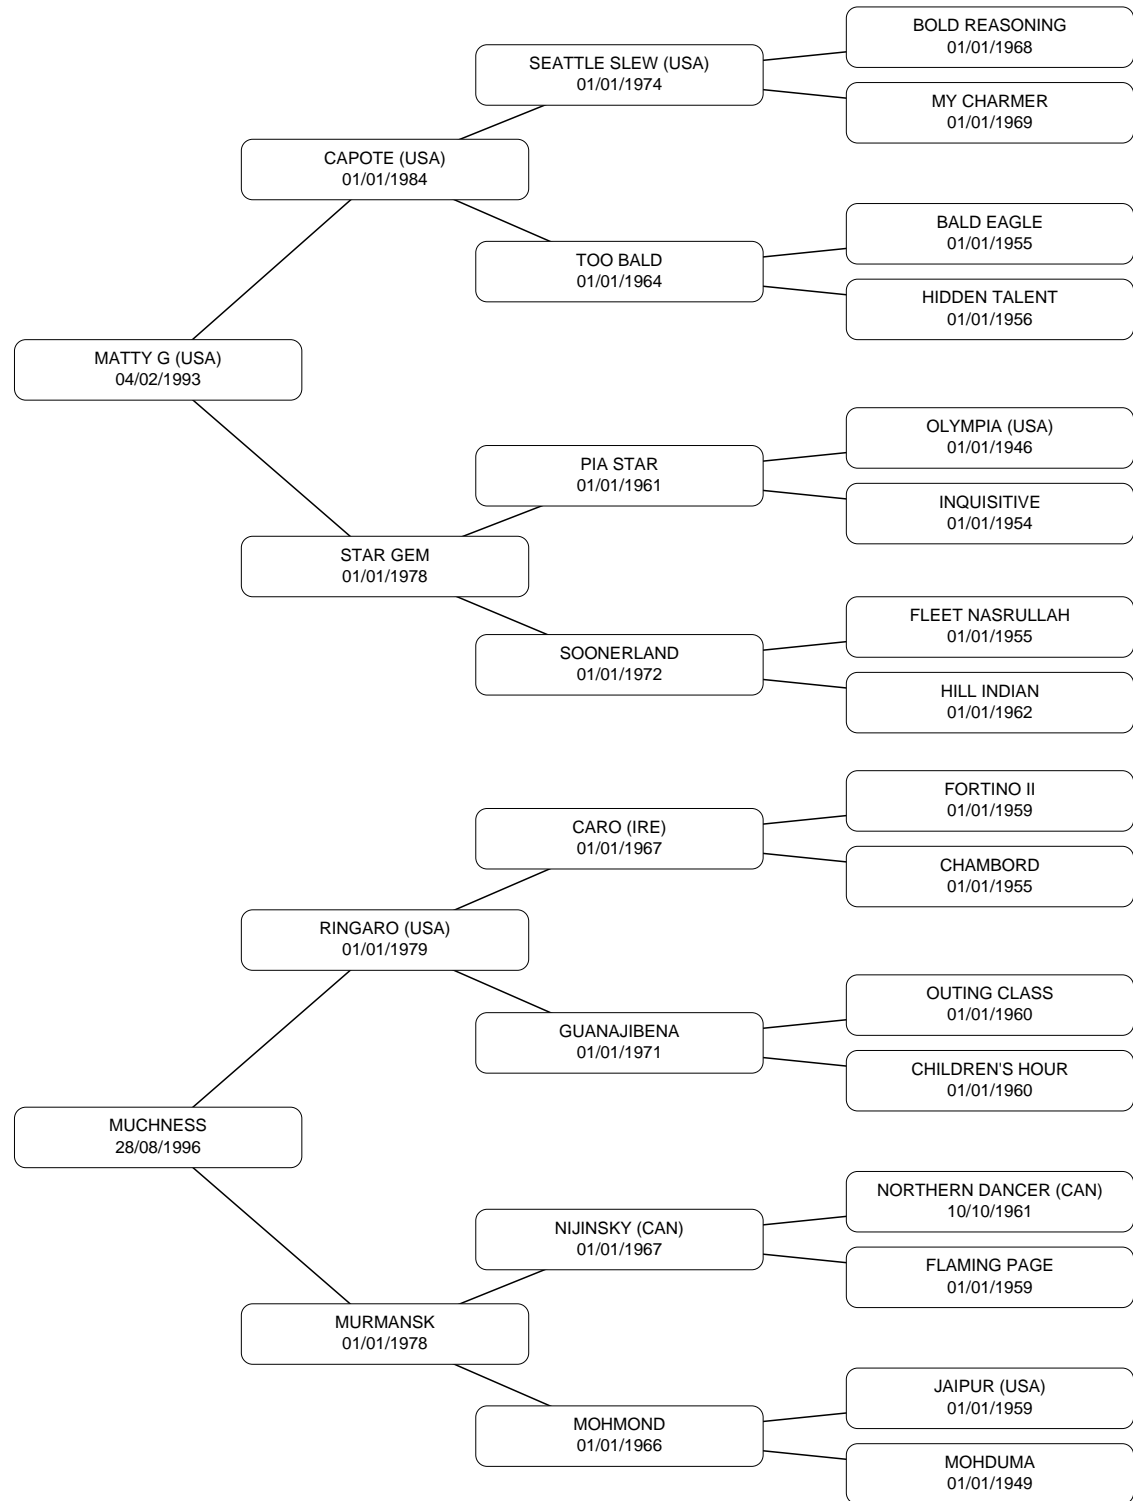 BOLD REASONING
01/01/1968
SEATTLE SLEW (USA)
01/01/1974
MY CHARMER
01/01/1969
CAPOTE (USA)
01/01/1984
BALD EAGLE
01/01/1955
TOO BALD
01/01/1964
HIDDEN TALENT
01/01/1956
MATTY G (USA)
04/02/1993
OLYMPIA (USA)
01/01/1946
PIA STAR
01/01/1961
INQUISITIVE
01/01/1954
STAR GEM
01/01/1978
FLEET NASRULLAH
01/01/1955
SOONERLAND
01/01/1972
HILL INDIAN
01/01/1962
FORTINO II
01/01/1959
CARO (IRE)
01/01/1967
CHAMBORD
01/01/1955
RINGARO (USA)
01/01/1979
OUTING CLASS
01/01/1960
GUANAJIBENA
01/01/1971
CHILDREN'S HOUR
01/01/1960
MUCHNESS
28/08/1996
NORTHERN DANCER (CAN)
10/10/1961
NIJINSKY (CAN)
01/01/1967
FLAMING PAGE
01/01/1959
MURMANSK
01/01/1978
JAIPUR (USA)
01/01/1959
MOHMOND
01/01/1966
MOHDUMA
01/01/1949